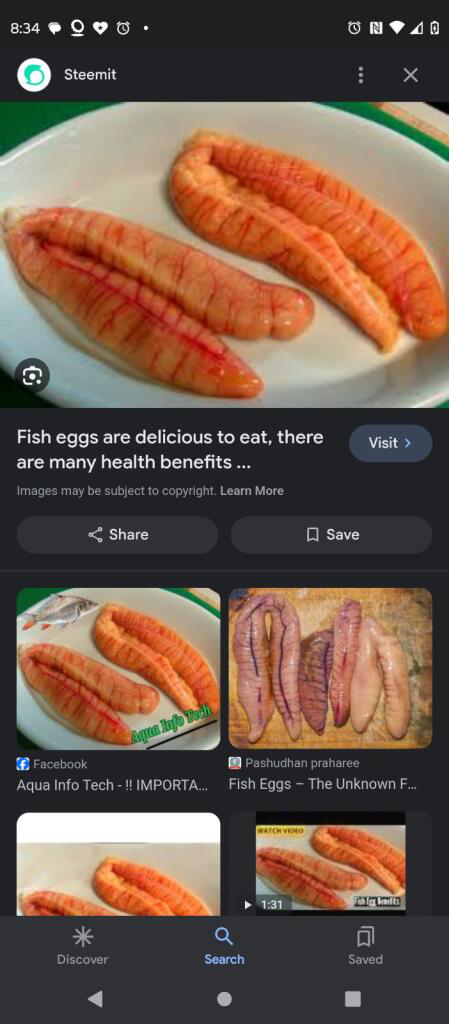 8:34
Steemit
Fish eggs are delicious to eat, there
are many health benefits ...
Visit >
Images may be subject to copyright. Learn More
Share
Save
Aqua Info Tech
Facebook
Aqua Info Tech - !! IMPORTA...
Pashudhan praharee
Fish Eggs – The Unknown F...
WATCH VIDEO
1:31
Fish Egg Benefits
Discover
Search
Saved